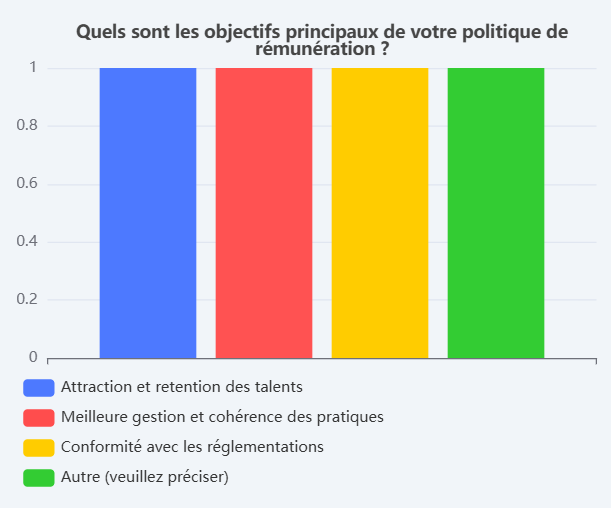 Quels sont les objectifs principaux de votre politique de
rémunération ?
1
0.8
0.6
0.4
0.2
0
Attraction et retention des talents
Meilleure gestion et cohérence des pratiques
Conformité avec les réglementations
Autre (veuillez préciser)